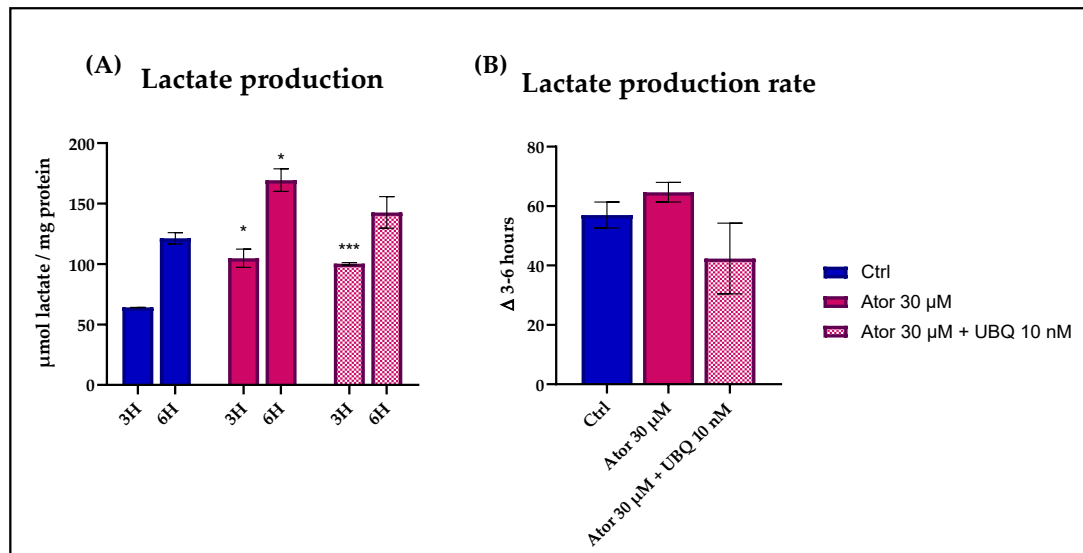 (A)
Lactate production
µmol lactate / mg protein
200
150
100
50
0
*
*
***
3H
6H
3H
6H
3H
6H
(B)
Lactate production rate
Δ 3-6 hours
80
60
40
20
0
Ctrl
Ator 30 µM
Ator 30 µM + UBQ 10 nM
Ctrl
Ator 30 µM
Ator 30 µM + UBQ 10 nM